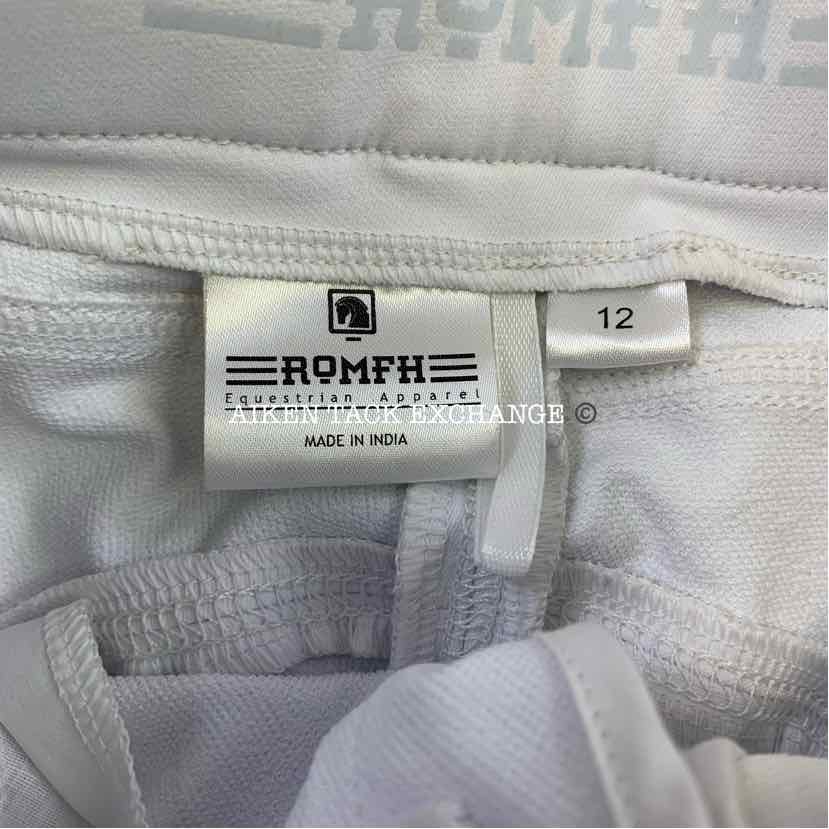 ROMFH
ROMFH
Equestrian Apparel
AIKEN TACK EXCHANGE ©
MADE IN INDIA
12